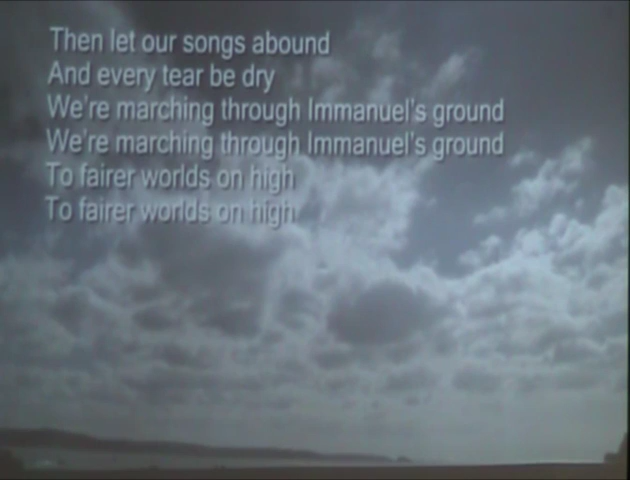 Then let our songs abound
And every tear be dry
We're marching through Immanuel's ground
We're marching through Immanuel's ground
To fairer worlds on high
To fairer worlds on high